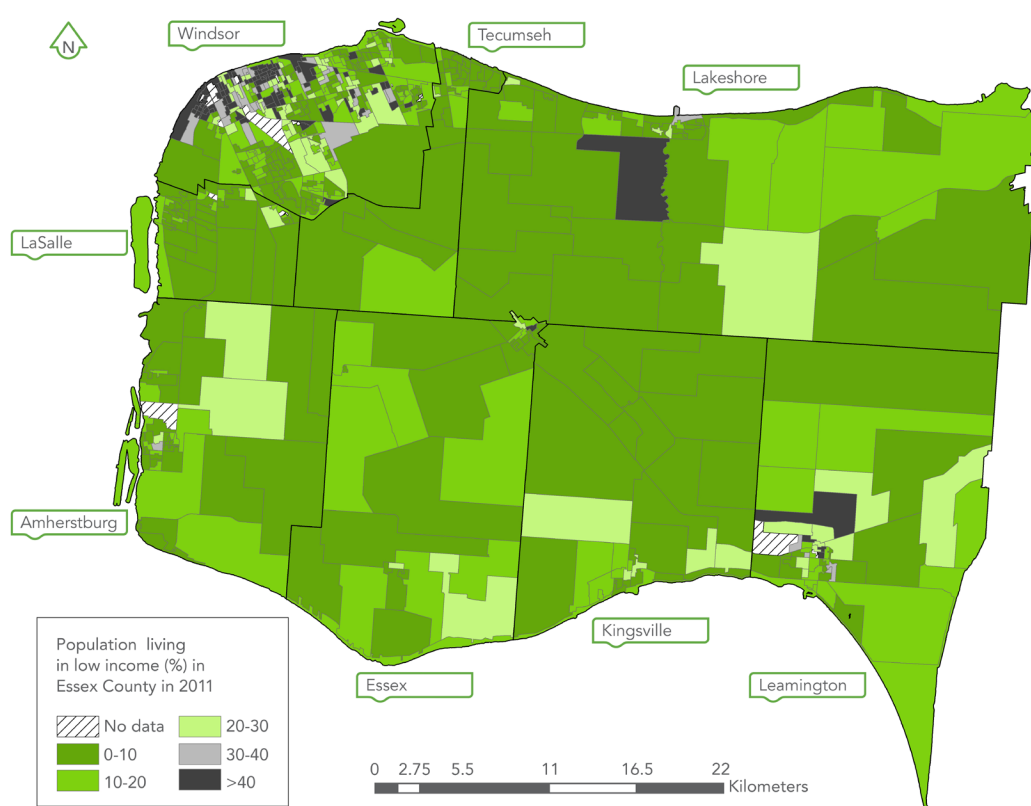 N
Windsor
Tecumseh
Lakeshore
LaSalle
Amherstburg
Kingsville
Essex
Leamington
Population living
in low income (%) in
Essex County in 2011
No data
0-10
10-20
20-30
30-40
>40
0 2.75 5.5 11 16.5 22
Kilometers